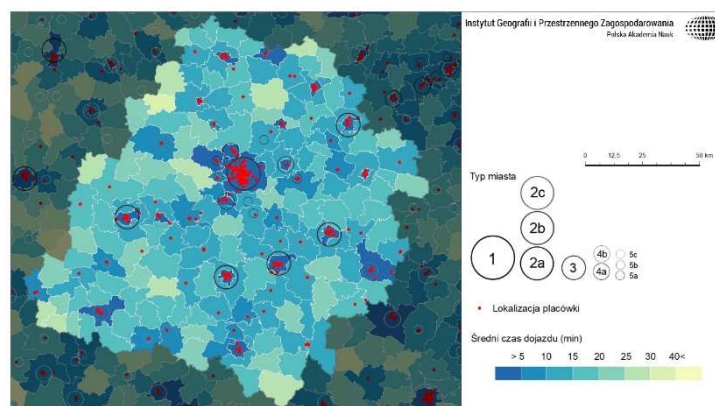 Instytut Geografii i Przestrzennego Zagospodarowania
Polska Akademia Nauk
0 12,5 25 50 km
Typ miasta
2c
2b
1 2a 3 4b 5c
4a 5b
5a
Lokalizacja placówki
Średni czas dojazdu (min)
> 5 10 15 20 25 30 40<